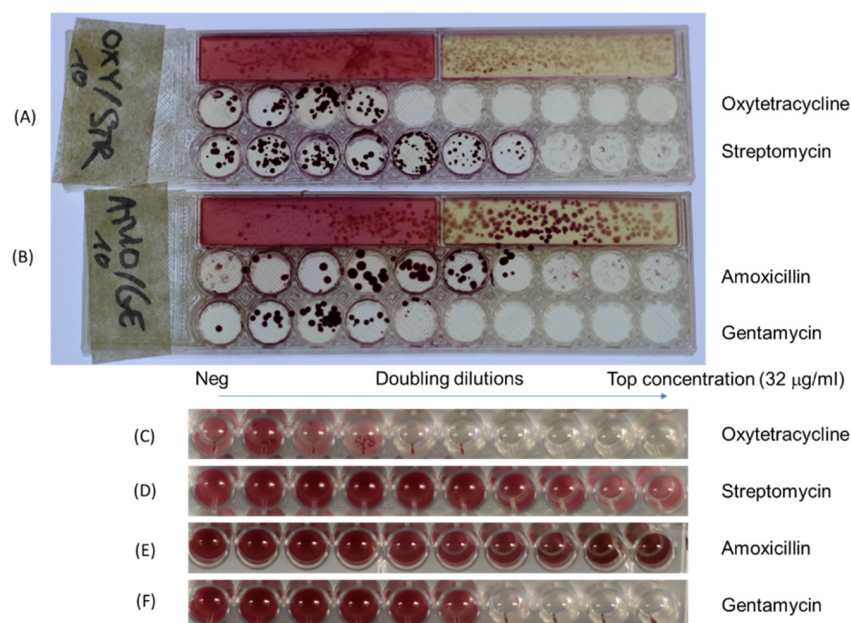 OXY/STR
10
(A)
Oxytetracycline
Streptomycin
AMO/GE
10
(B)
Amoxicillin
Gentamycin
Neg
Doubling dilutions
Top concentration (32 μg/ml)
(C)
Oxytetracycline
(D)
Streptomycin
(E)
Amoxicillin
(F)
Gentamycin